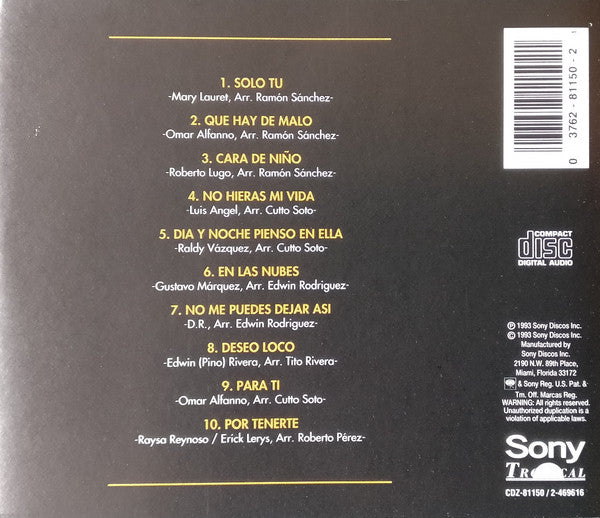 1. SOLO TU
-Mary Lauret, Arr. Ramón Sánchez-
2. QUE HAY DE MALO
-Omar Alfanno, Arr. Ramón Sánchez-
3. CARA DE NIÑO
-Roberto Lugo, Arr. Ramón Sánchez-
4. NO HIERAS MI VIDA
-Luis Angel, Arr. Cutto Soto-
5. DIA Y NOCHE PIENSO EN ELLA
-Raldy Vázquez, Arr. Cutto Soto-
6. EN LAS NUBES
-Gustavo Márquez, Arr. Edwin Rodriguez-
7. NO ME PUEDES DEJAR ASI
-D.R., Arr. Edwin Rodriguez-
8. DESEO LOCO
-Edwin (Pino) Rivera, Arr. Tito Rivera-
9. PARA TI
-Omar Alfanno, Arr. Cutto Soto-
10. POR TENERTE
-Raysa Reynoso / Erick Lerys, Arr. Roberto Pérez-
0 3762-81150-2 1
COMPACT
disc
DIGITAL AUDIO
℗ 1993 Sony Discos Inc.
© 1993 Sony Discos Inc.
Manufactured by
Sony Discos Inc.
2190 N.W. 89th Place,
Miami, Florida 33172
& Sony Reg. U.S. Pat. &
Tm. Off. Marcas Reg.
WARNING: All rights reserved.
Unauthorized duplication is a
violation of applicable laws.
Sony
TROPICAL
CDZ-81150 / 2-469616